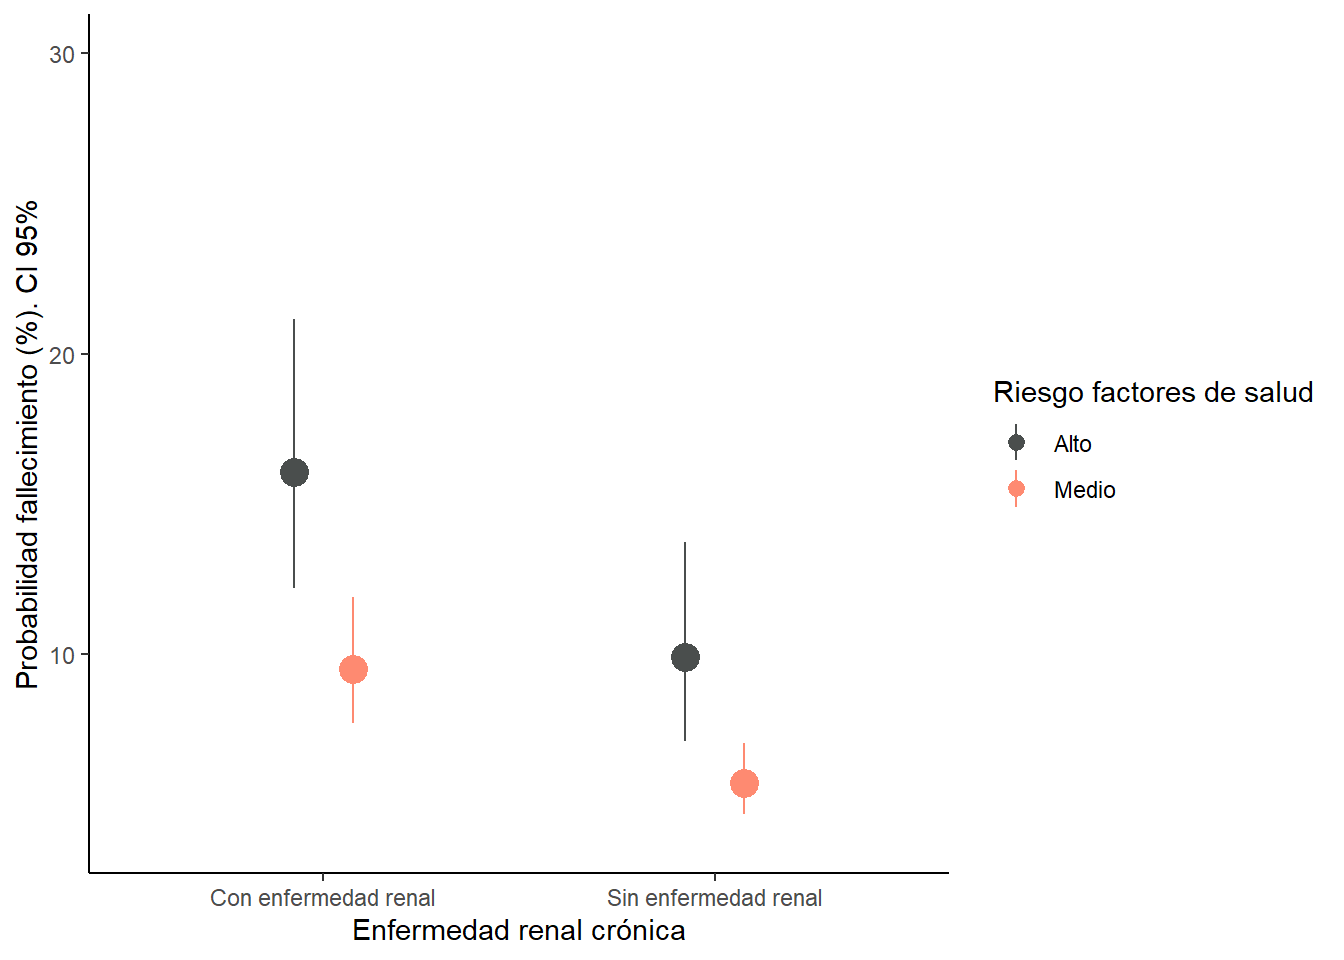 Probabilidad fallecimiento (%). CI 95%
30
20
10
Con enfermedad renal
Sin enfermedad renal
Enfermedad renal crónica
Riesgo factores de salud
Alto
Medio